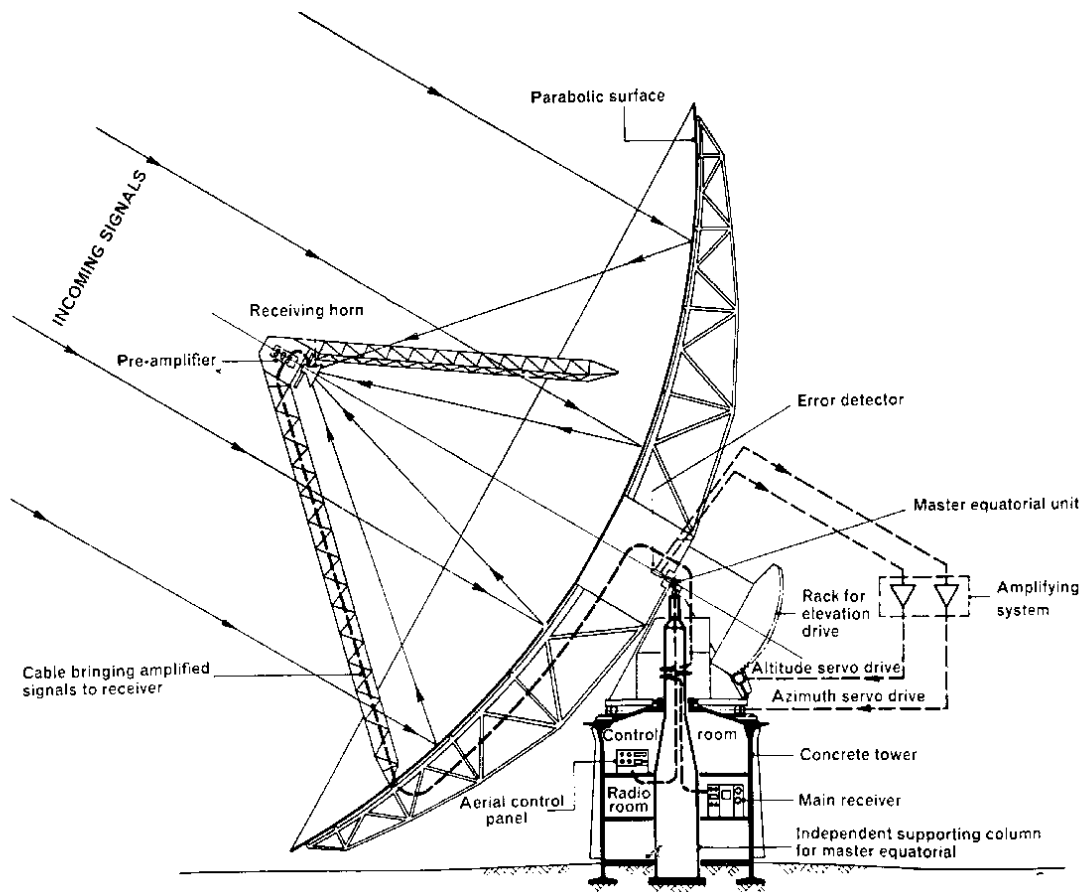 Parabolic surface
INCOMING SIGNALS
Receiving horn
Pre-amplifier
Error detector
Master equatorial unit
Rack for
elevation
drive
Amplifying
system
Cable bringing amplified
signals to receiver
Altitude servo drive
Azimuth servo drive
Control room
Concrete tower
Aerial control
panel
Radio
room
Main receiver
Independent supporting column
for master equatorial